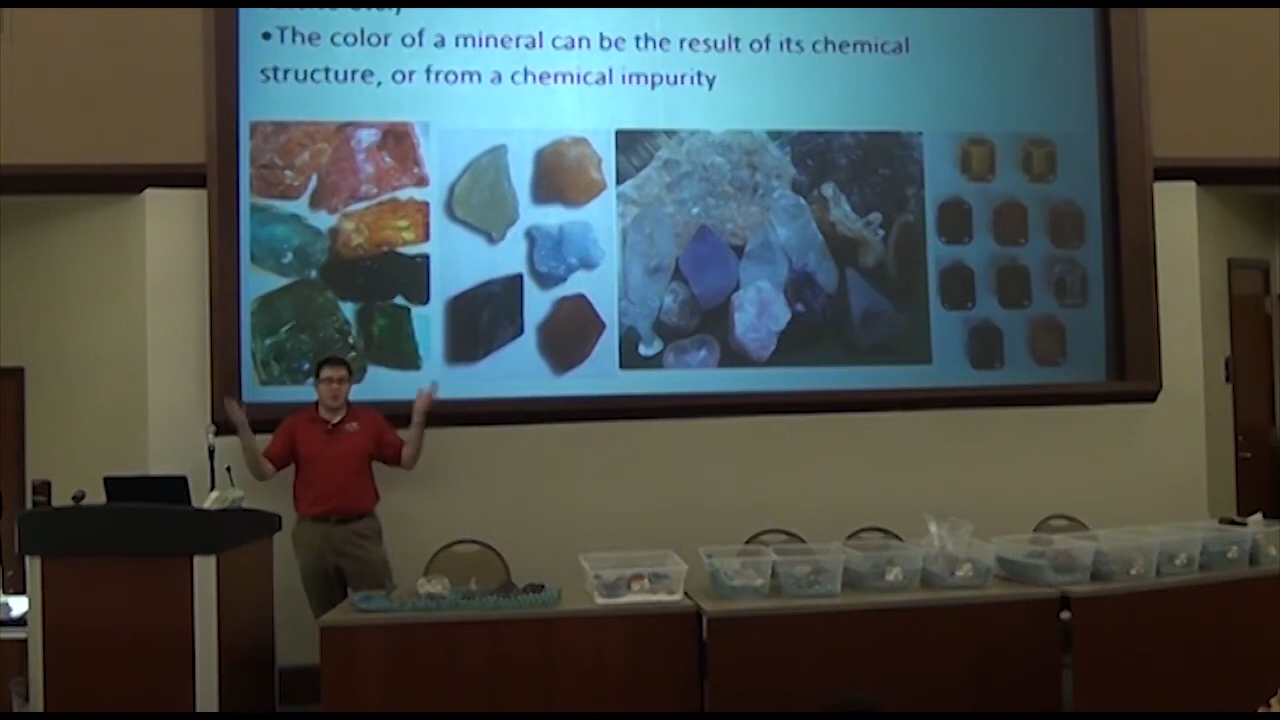 •The color of a mineral can be the result of its chemical
structure, or from a chemical impurity